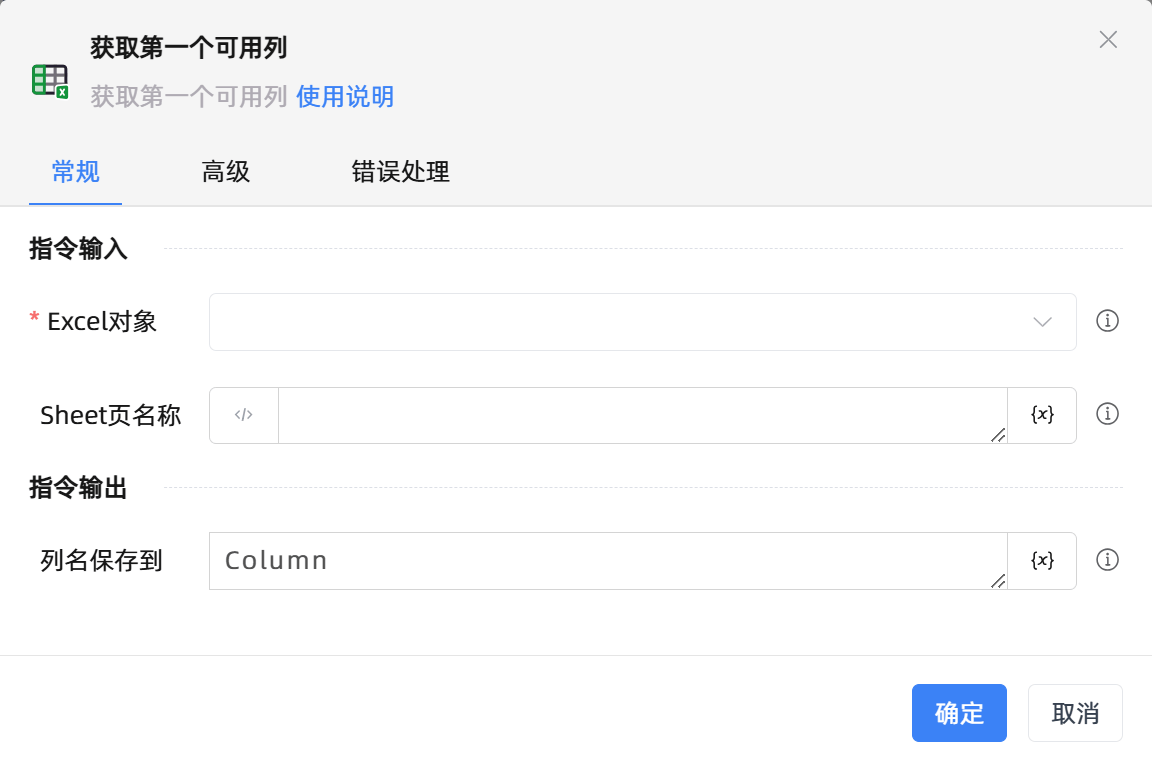 获取第一个可用列
获取第一个可用列 使用说明
常规 高级 错误处理
指令输入
* Excel对象
Sheet页名称 </> {x}
指令输出
列名保存到 Column {x}
确定 取消